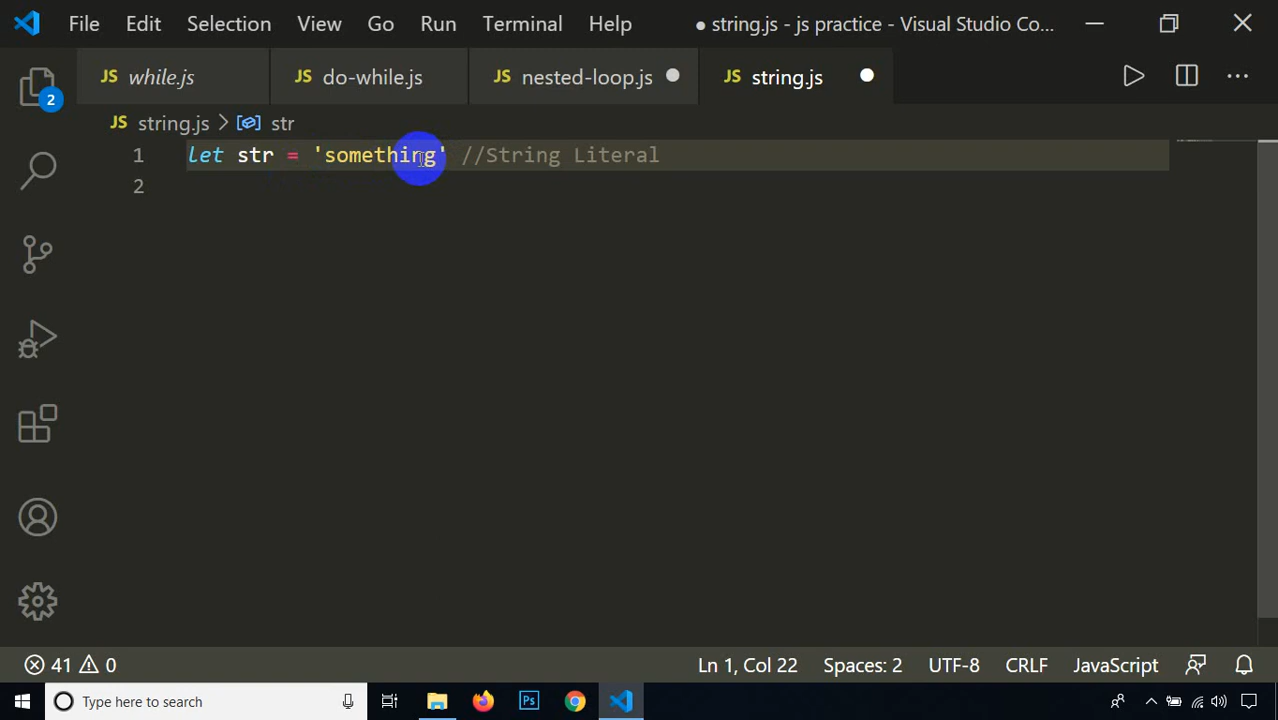 File Edit Selection View Go Run Terminal Help ● string.js - js practice - Visual Studio Co...
JS while.js JS do-while.js JS nested-loop.js JS string.js
2
JS string.js > str
1 let str = 'something' //String Literal
2
41 0 Ln 1, Col 22 Spaces: 2 UTF-8 CRLF JavaScript
Type here to search Ps